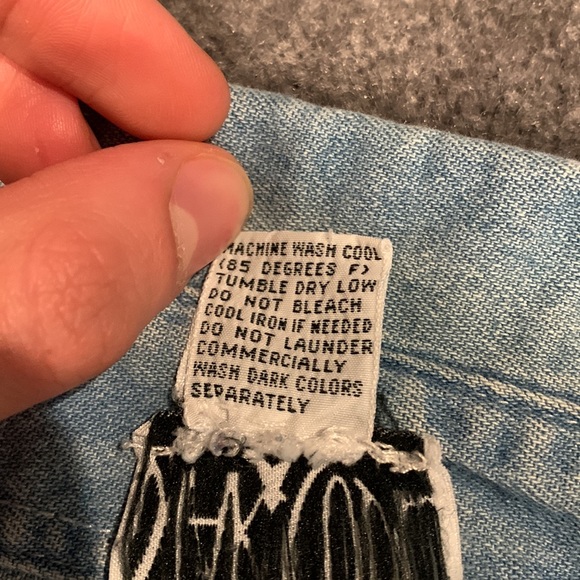 MACHINE WASH COOL
(85 DEGREES F)
TUMBLE DRY LOW
DO NOT BLEACH
COOL IRON IF NEEDED
DO NOT LAUNDER
COMMERCIALLY
WASH DARK COLORS
SEPARATELY